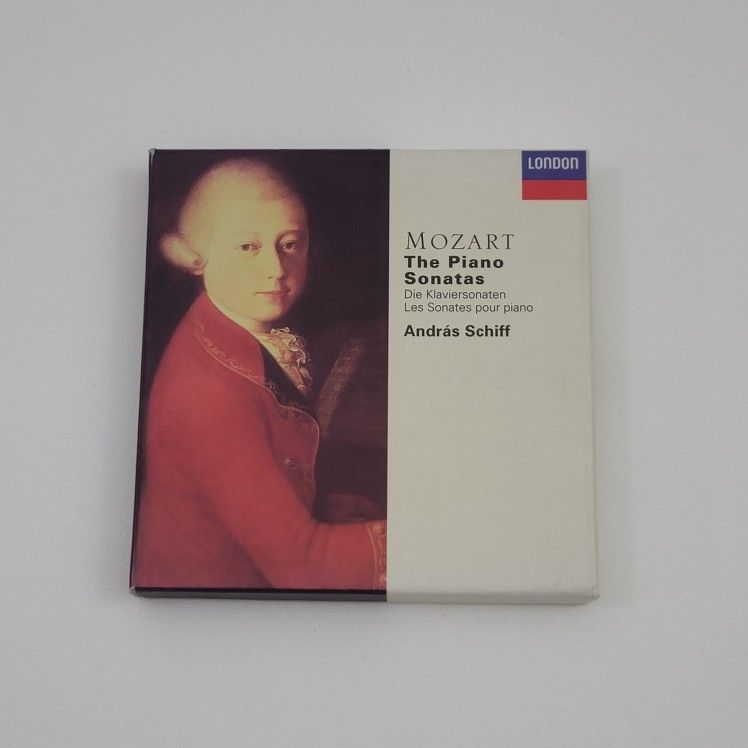 LONDON
MOZART
The Piano
Sonatas
Die Klaviersonaten
Les Sonates pour piano
András Schiff